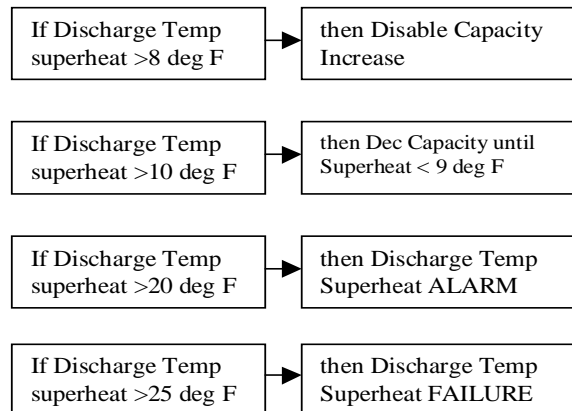 If Discharge Temp
superheat >8 deg F
then Disable Capacity
Increase
If Discharge Temp
superheat >10 deg F
then Dec Capacity until
Superheat < 9 deg F
If Discharge Temp
superheat >20 deg F
then Discharge Temp
Superheat ALARM
If Discharge Temp
superheat >25 deg F
then Discharge Temp
Superheat FAILURE